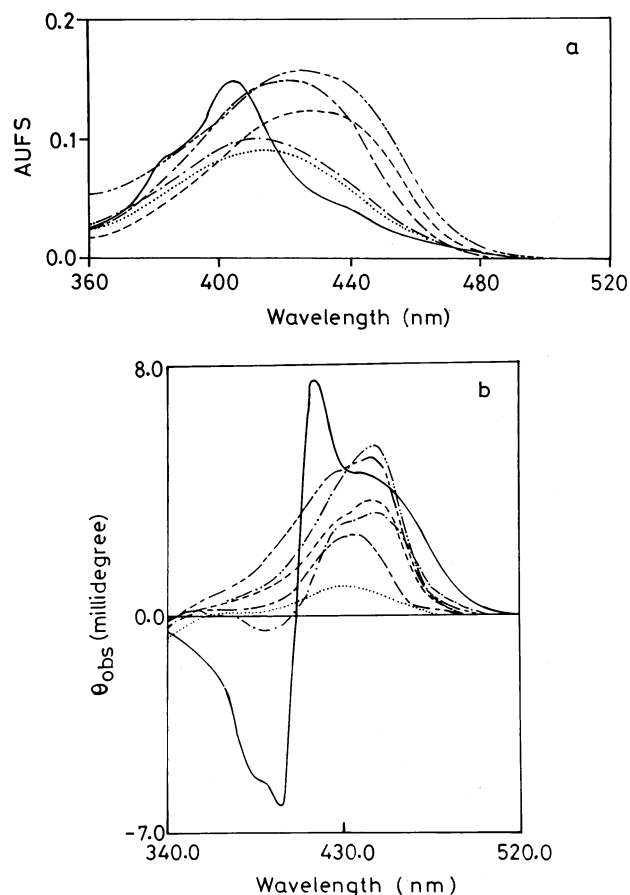 a
0.2
0.1
0.0
AUFS
360 400 440 480 520
Wavelength (nm)
b
8.0
0.0
-7.0
θobs (millidegree)
340.0 430.0 520.0
Wavelength (nm)